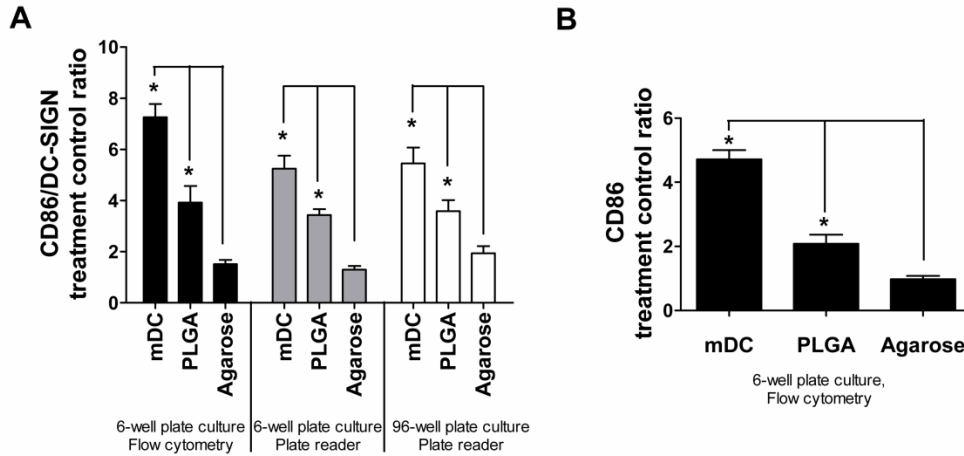 A
CD86/DC-SIGN
treatment control ratio
10
8
6
4
2
0
* * * * * *
mDC
PLGA
Agarose
mDC
PLGA
Agarose
mDC
PLGA
Agarose
6-well plate culture
Flow cytometry
6-well plate culture
Plate reader
96-well plate culture
Plate reader
B
CD86
treatment control ratio
6
4
2
0
* *
mDC PLGA Agarose
6-well plate culture,
Flow cytometry